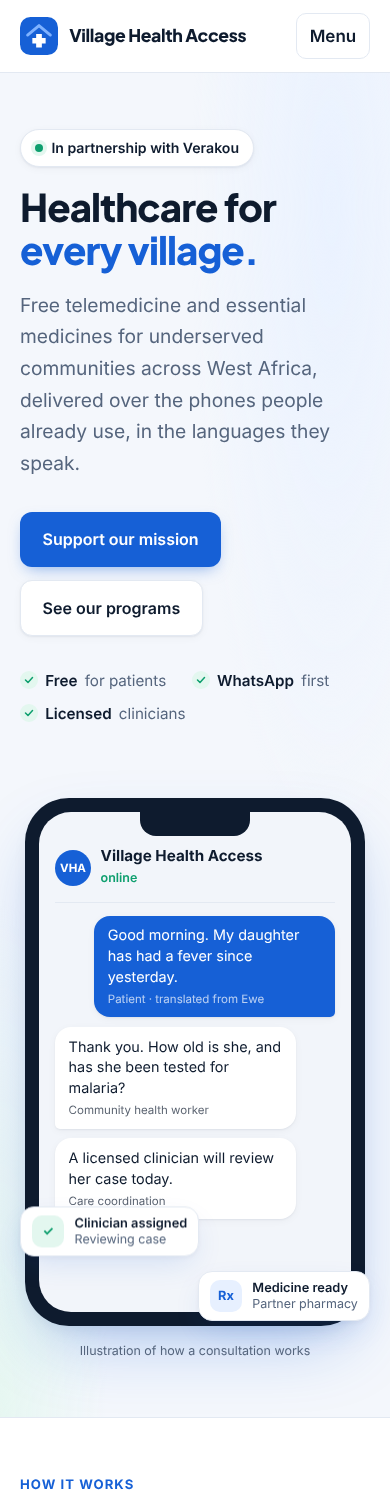 Village Health Access
Menu
In partnership with Verakou
Healthcare for
every village.
Free telemedicine and essential
medicines for underserved
communities across West Africa,
delivered over the phones people
already use, in the languages they
speak.
Support our mission
See our programs
Free for patients
WhatsApp first
Licensed clinicians
VHA
Village Health Access
online
Good morning. My daughter
has had a fever since
yesterday.
Patient · translated from Ewe
Thank you. How old is she, and
has she been tested for
malaria?
Community health worker
A licensed clinician will review
her case today.
Care coordination
Clinician assigned
Reviewing case
Rx
Medicine ready
Partner pharmacy
Illustration of how a consultation works
HOW IT WORKS